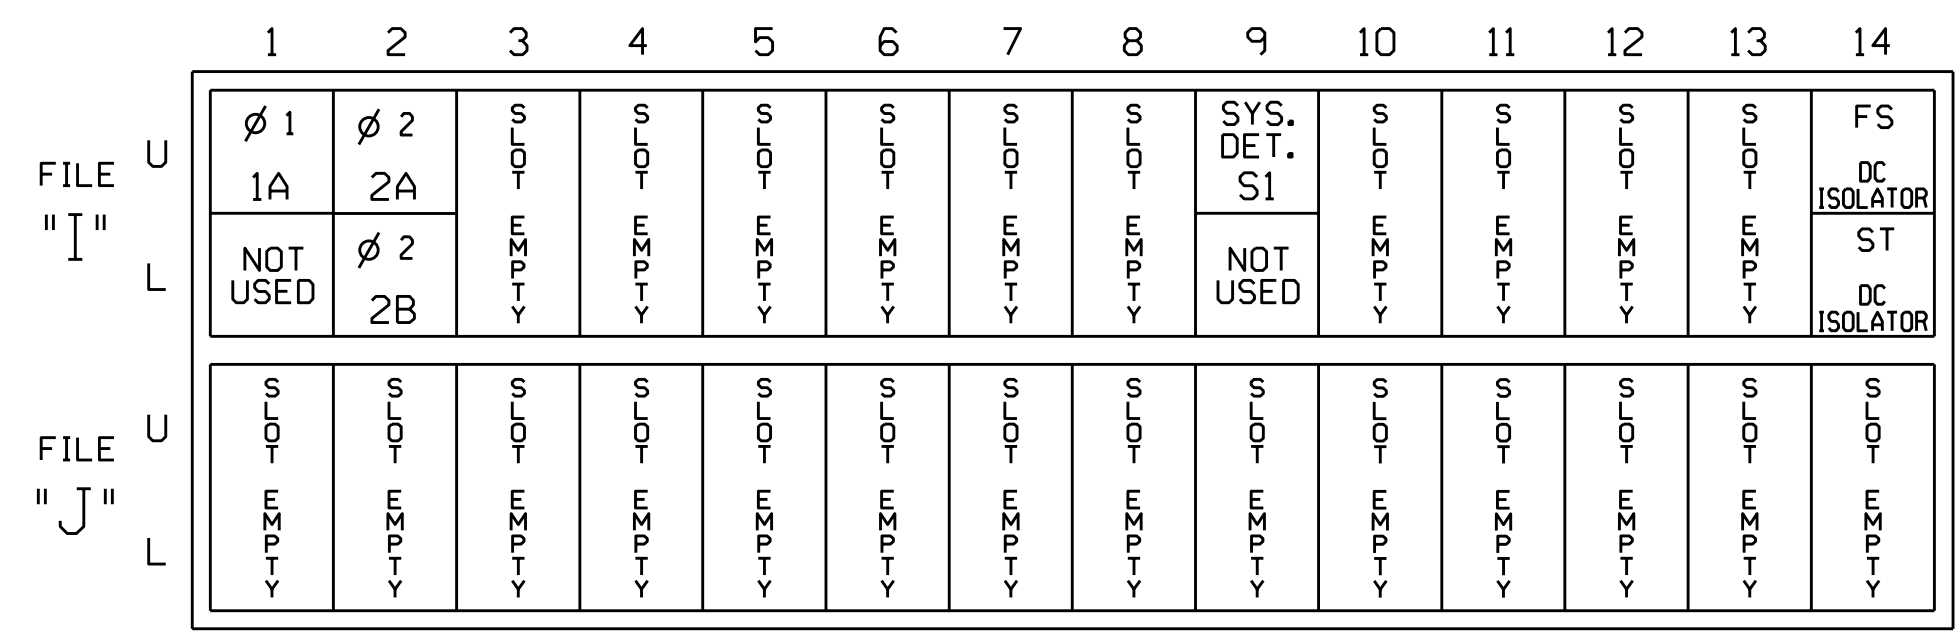 1 2 3 4 5 6 7 8 9 10 11 12 13 14
FILE "I"
U
L
Ø 1
1A
NOT
USED
Ø 2
2A
Ø 2
2B
SLOT EMPTY
SLOT EMPTY
SLOT EMPTY
SLOT EMPTY
SLOT EMPTY
SLOT EMPTY
SYS.
DET.
S1
NOT
USED
SLOT EMPTY
SLOT EMPTY
SLOT EMPTY
SLOT EMPTY
FS
DC
ISOLATOR
ST
DC
ISOLATOR
FILE "J"
U
L
SLOT EMPTY
SLOT EMPTY
SLOT EMPTY
SLOT EMPTY
SLOT EMPTY
SLOT EMPTY
SLOT EMPTY
SLOT EMPTY
SLOT EMPTY
SLOT EMPTY
SLOT EMPTY
SLOT EMPTY
SLOT EMPTY
SLOT EMPTY